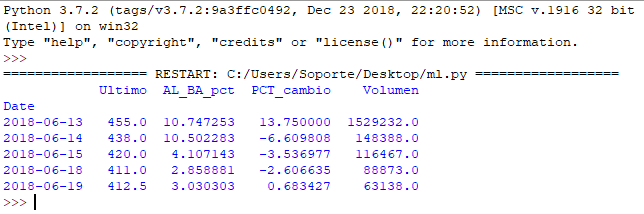 Python 3.7.2 (tags/v3.7.2:9a3ffc0492, Dec 23 2018, 22:20:52) [MSC v.1916 32 bit
(Intel)] on win32
Type "help", "copyright", "credits" or "license()" for more information.
>>>
================== RESTART: C:/Users/Soporte/Desktop/ml.py ==================
Ultimo AL_BA_pct PCT_cambio Volumen
Date
2018-06-13 455.0 10.747253 13.750000 1529232.0
2018-06-14 438.0 10.502283 -6.609808 148388.0
2018-06-15 420.0 4.107143 -3.536977 116467.0
2018-06-18 411.0 2.858881 -2.606635 88873.0
2018-06-19 412.5 3.030303 0.683427 63138.0
>>>